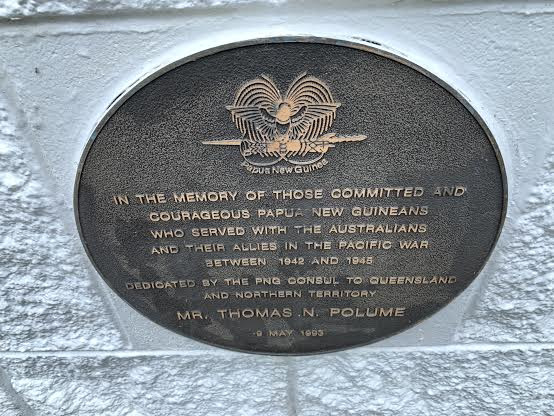 Papua New Guinea
IN THE MEMORY OF THOSE COMMITTED AND
COURAGEOUS PAPUA NEW GUINEANS
WHO SERVED WITH THE AUSTRALIANS
AND THEIR ALLIES IN THE PACIFIC WAR
BETWEEN 1942 AND 1945
DEDICATED BY THE PNG CONSUL TO QUEENSLAND
AND NORTHERN TERRITORY
MR. THOMAS N. POLUME
9 MAY 1993